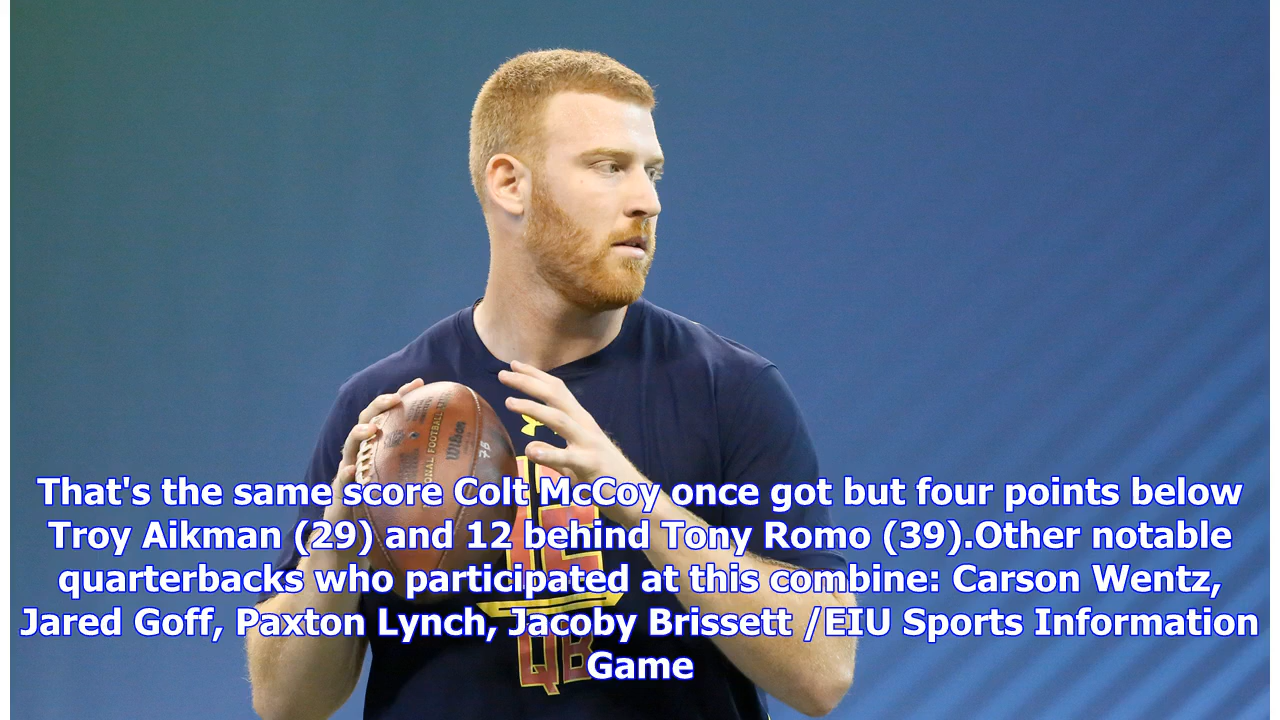 That's the same score Colt McCoy once got but four points below
Troy Aikman (29) and 12 behind Tony Romo (39).Other notable
quarterbacks who participated at this combine: Carson Wentz,
Jared Goff, Paxton Lynch, Jacoby Brissett /EIU Sports Information
Game
Wilson
QB